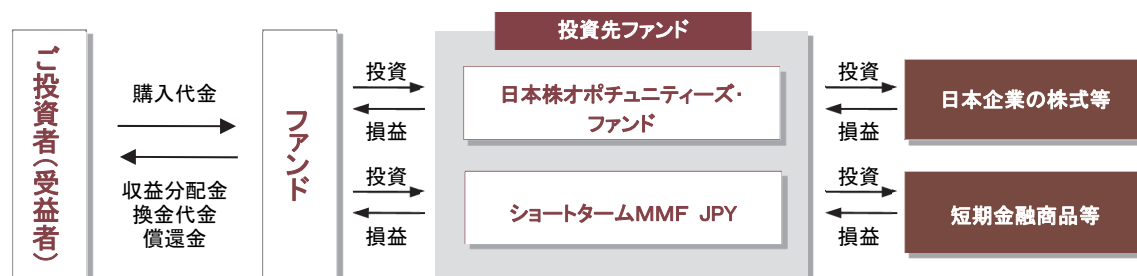 ご投資者(受益者)
購入代金
収益分配金
換金代金
償還金
ファンド
投資
損益
投資
損益
投資先ファンド
日本株オポチュニティーズ・
ファンド
ショートタームMMF JPY
投資
損益
投資
損益
日本企業の株式等
短期金融商品等